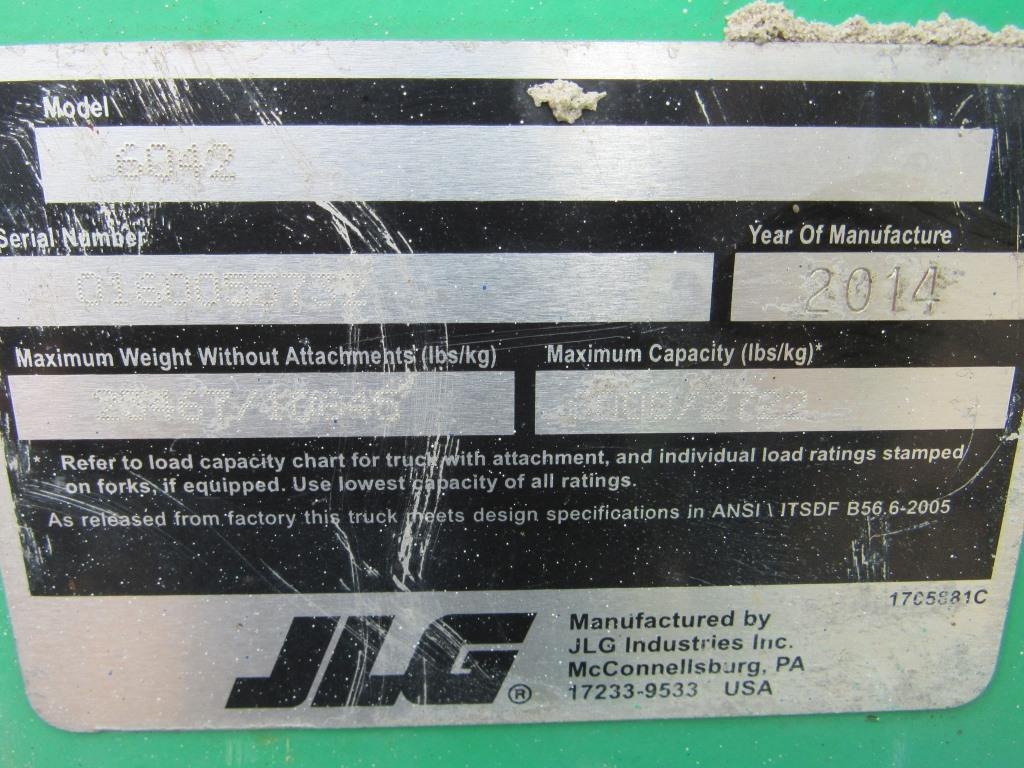 Model
6042
Serial Number
Year Of Manufacture
2014
Maximum Weight Without Attachments (lbs/kg)
Maximum Capacity (lbs/kg)*
* Refer to load capacity chart for truck with attachment, and individual load ratings stamped
on forks, if equipped. Use lowest capacity of all ratings.
As released from factory this truck meets design specifications in ANSI \ ITSDF B56.6-2005
1705881C
JLG®
Manufactured by
JLG Industries Inc.
McConnellsburg, PA
17233-9533 USA